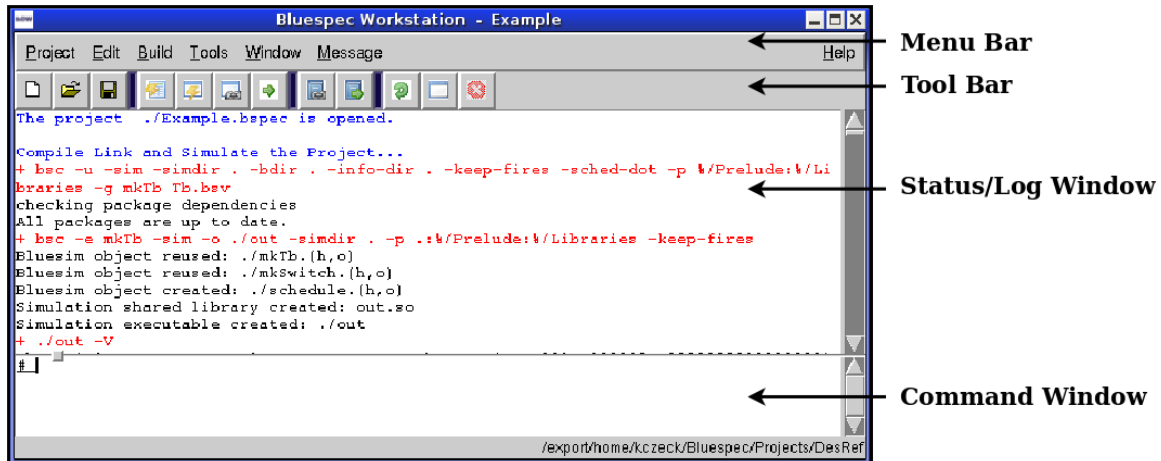 Bluespec Workstation - Example
Project Edit Build Tools Window Message Help
Menu Bar
Tool Bar
The project ./Example.bspec is opened.
Compile Link and Simulate the Project...
+ bsc -u -sim -simdir . -bdir . -info-dir . -keep-fires -sched-dot -p %/Prelude:%/Li
braries -g mkTb Tb.bsv
Status/Log Window
checking package dependencies
All packages are up to date.
+ bsc -e mkTb -sim -o ./out -simdir . -p .:%/Prelude:%/Libraries -keep-fires
Bluesim object reused: ./mkTb.{h,o}
Bluesim object reused: ./mkSwitch.{h,o}
Bluesim object created: ./schedule.{h,o}
Simulation shared library created: out.so
Simulation executable created: ./out
+ ./out -V
#
Command Window
/export/home/kczeck/Bluespec/Projects/DesRef